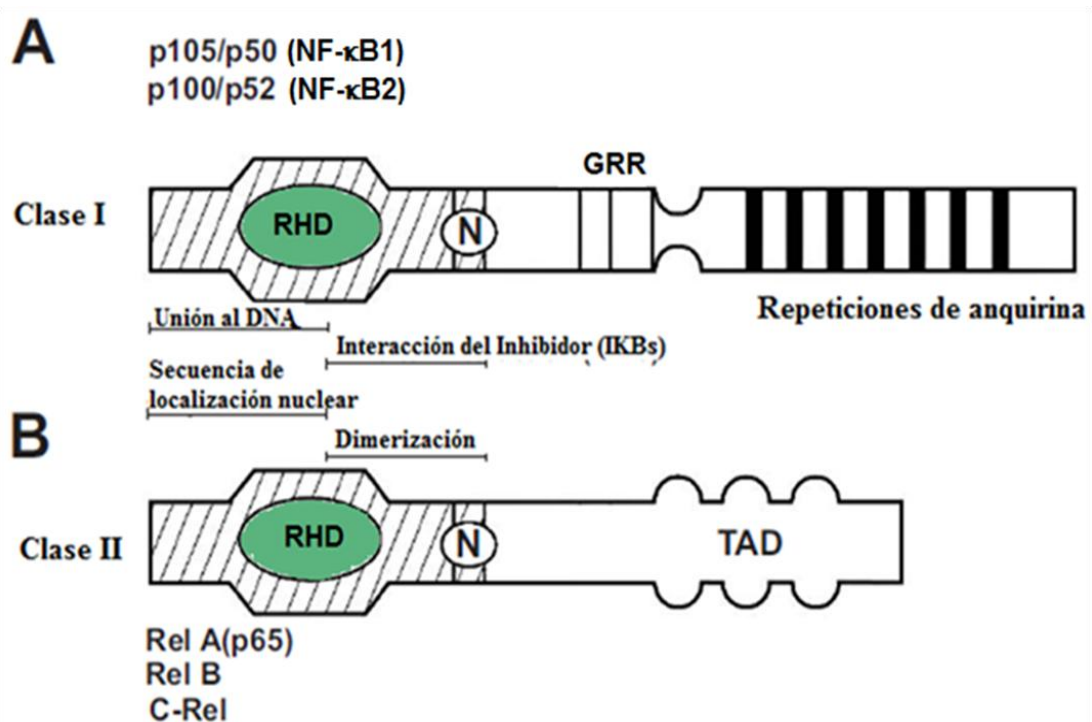 A
p105/p50 (NF-κB1)
p100/p52 (NF-κB2)
GRR
Clase I
RHD
N
Repeticiones de anquirina
Unión al DNA
Interacción del Inhibidor (IKBs)
Secuencia de
localización nuclear
B
Dimerización
Clase II
RHD
N
TAD
Rel A(p65)
Rel B
C-Rel